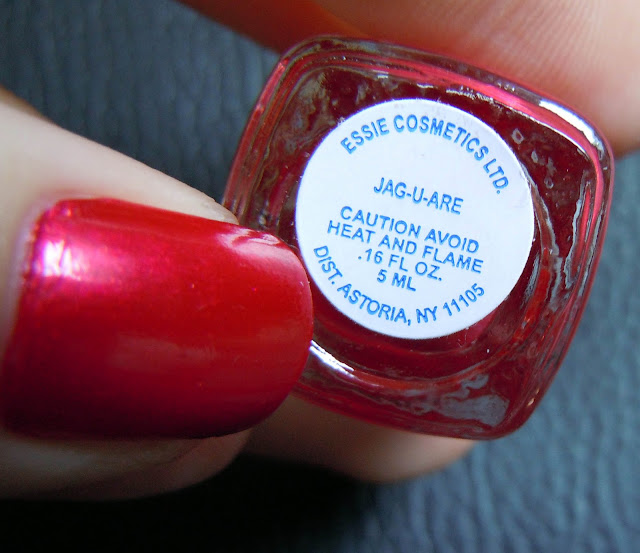 ESSIE COSMETICS LTD.
JAG-U-ARE
CAUTION AVOID
HEAT AND FLAME
.16 FL OZ.
5 ML
DIST. ASTORIA, NY 11105